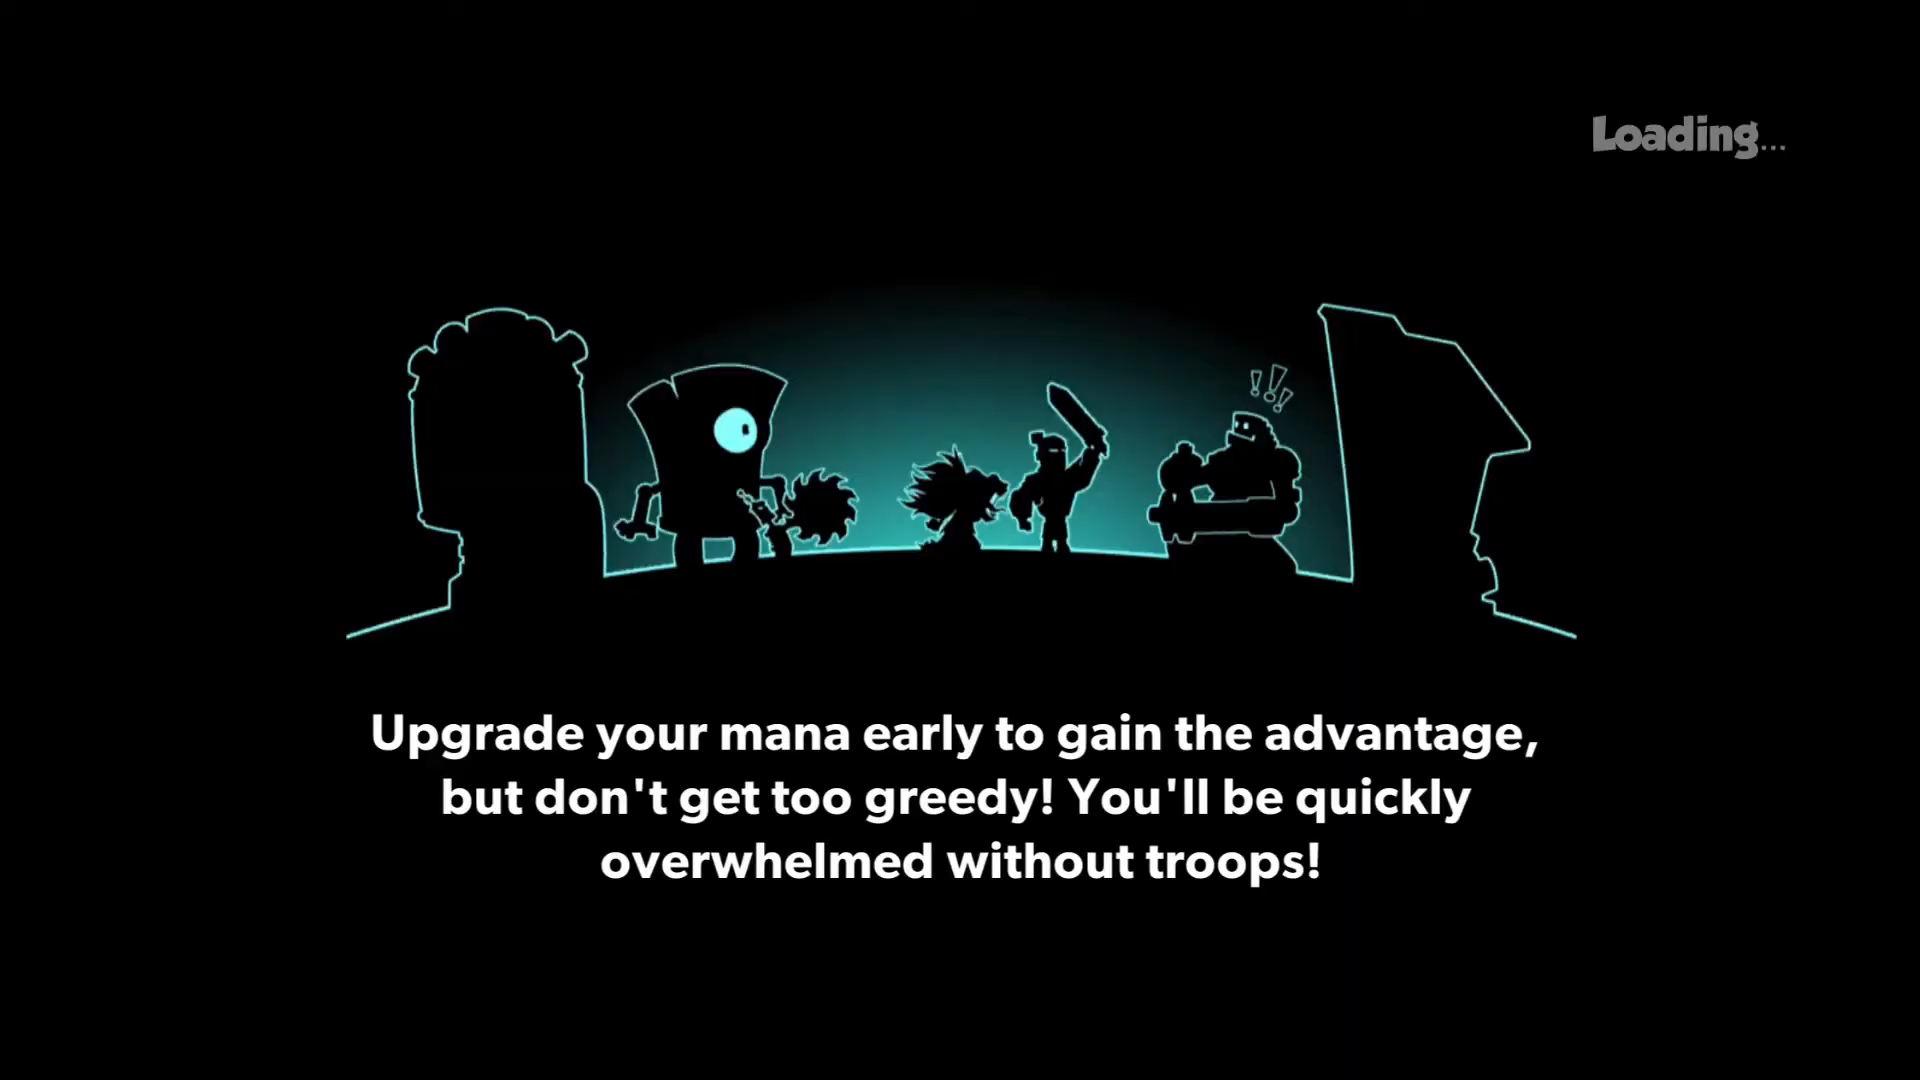 Loading...
!!!
Upgrade your mana early to gain the advantage,
but don't get too greedy! You'll be quickly
overwhelmed without troops!